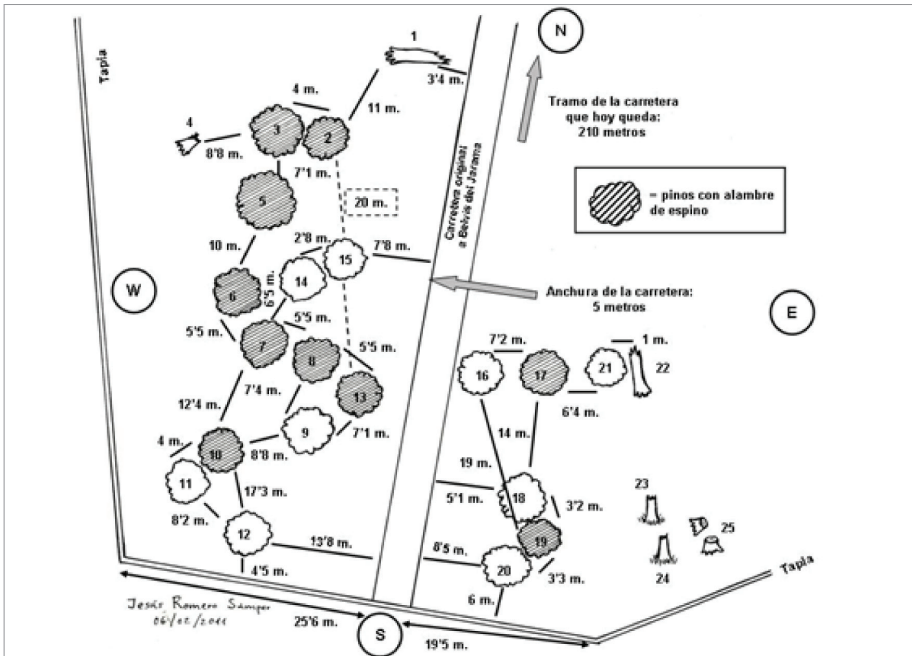 Tapia
1
N
3'4 m.
4 m.
11 m.
Tramo de la carretera
que hoy queda:
210 metros
4
3
2
8'8 m.
7'1 m.
Carretera original
a Belvis del Jarama
= pinos con alambre
de espino
5
20 m.
10 m.
2'8 m.
15
7'8 m.
14
W
6
6'5 m.
Anchura de la carretera:
5 metros
E
5'5 m.
5'5 m.
7
8
5'5 m.
7'2 m.
1 m.
16
17
21
22
12'4 m.
7'4 m.
13
6'4 m.
9
7'1 m.
14 m.
4 m.
10
8'8 m.
19 m.
11
17'3 m.
5'1 m.
18
3'2 m.
23
8'2 m.
12
13'8 m.
8'5 m.
19
25
20
24
4'5 m.
3'3 m.
6 m.
Tapia
Jesús Romero Samper
06/02/2011
25'6 m.
S
19'5 m.